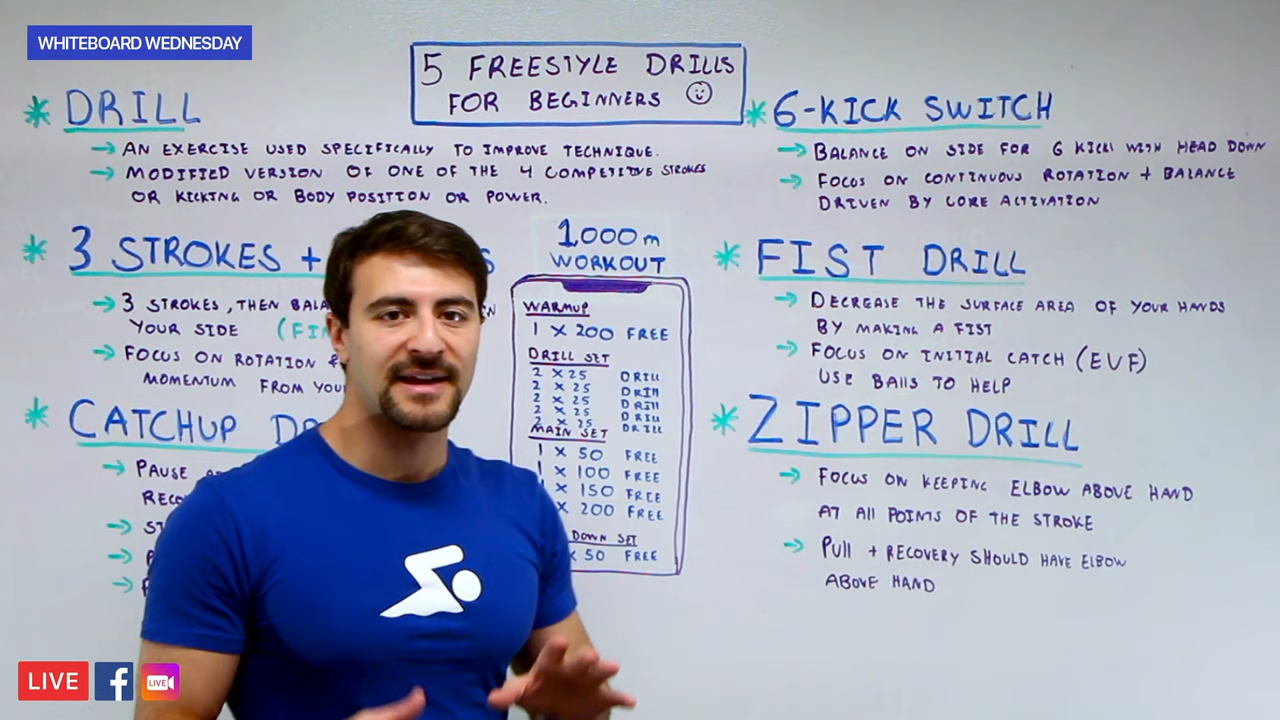 WHITEBOARD WEDNESDAY
5 FREESTYLE DRILLS
FOR BEGINNERS
* DRILL
→ AN EXERCISE USED SPECIFICALLY TO IMPROVE TECHNIQUE.
→ MODIFIED VERSION OF ONE OF THE 4 COMPETITIVE STROKES
OR KICKING OR BODY POSITION OR POWER.
* 3 STROKES +
→ 3 STROKES, THEN
YOUR SIDE
→ FOCUS ON ROTATION
MOMENTUM FROM
* CATCHUP
→ PAUSE
1,000m
WORKOUT
WARMUP
1 X 200 FREE
DRILL SET
2 X 25 DRILL
2 X 25 DRILL
2 X 25 DRILL
2 X 25 DRILL
2 X 25 DRILL
MAIN SET
1 X 50 FREE
1 X 100 FREE
X 150 FREE
X 200 FREE
DOWN SET
X 50 FREE
* 6-KICK SWITCH
→ BALANCE ON SIDE FOR 6 KICKS WITH HEAD DOWN
→ FOCUS ON CONTINUOUS ROTATION + BALANCE
DRIVEN BY CORE ACTIVATION
* FIST DRILL
→ DECREASE THE SURFACE AREA OF YOUR HANDS
BY MAKING A FIST
→ FOCUS ON INITIAL CATCH (EVF)
USE BALLS TO HELP
* ZIPPER DRILL
→ FOCUS ON KEEPING ELBOW ABOVE HAND
AT ALL POINTS OF THE STROKE
→ PULL + RECOVERY SHOULD HAVE ELBOW
ABOVE HAND
LIVE
LIVE